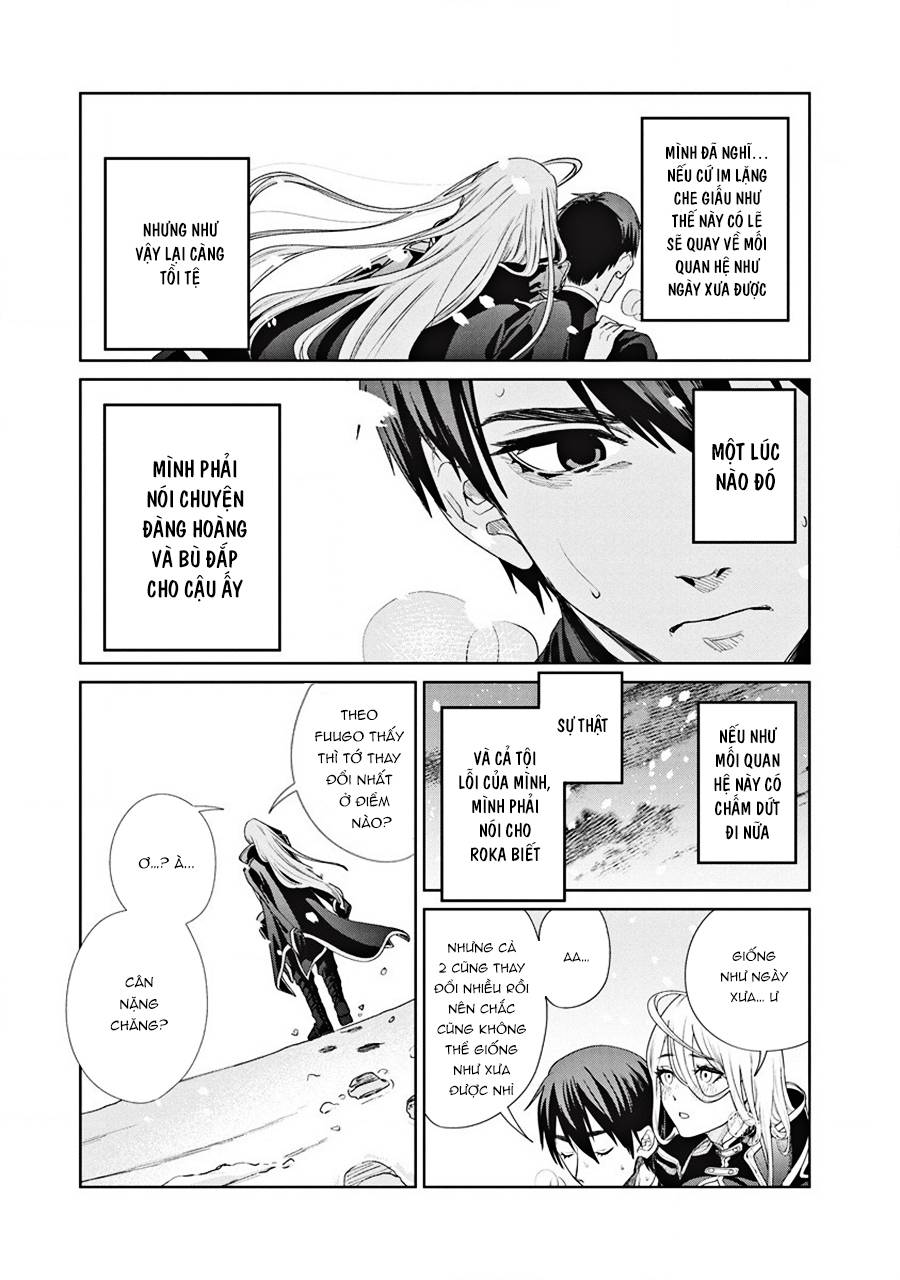 MÌNH ĐÃ NGHĨ...
NẾU CỨ IM LẶNG
CHE GIẤU NHƯ
THẾ NÀY CÓ LẼ
SẼ QUAY VỀ MỐI
QUAN HỆ NHƯ
NGÀY XƯA ĐƯỢC
NHƯNG NHƯ
VẬY LẠI CÀNG
TỒI TỆ
MỘT LÚC
NÀO ĐÓ
MÌNH PHẢI
NÓI CHUYỆN
ĐÀNG HOÀNG
VÀ BÙ ĐẮP
CHO CẬU ẤY
NẾU NHƯ
MỐI QUAN
HỆ NÀY CÓ
CHẤM DỨT
ĐI NỮA
SỰ THẬT
VÀ CẢ TỘI
LỖI CỦA MÌNH,
MÌNH PHẢI
NÓI CHO
ROKA BIẾT
GIỐNG
NHƯ NGÀY
XƯA... Ư
AA...
NHƯNG CẢ
2 CŨNG THAY
ĐỔI NHIỀU RỒI
NÊN CHẮC
CŨNG KHÔNG
THỂ GIỐNG
NHƯ XƯA
ĐƯỢC NHỈ
THEO
FUUGO THẤY
THÌ TỚ THAY
ĐỔI NHẤT
Ở ĐIỂM
NÀO?
Ơ...? À...
CÂN
NẶNG
CHĂNG?